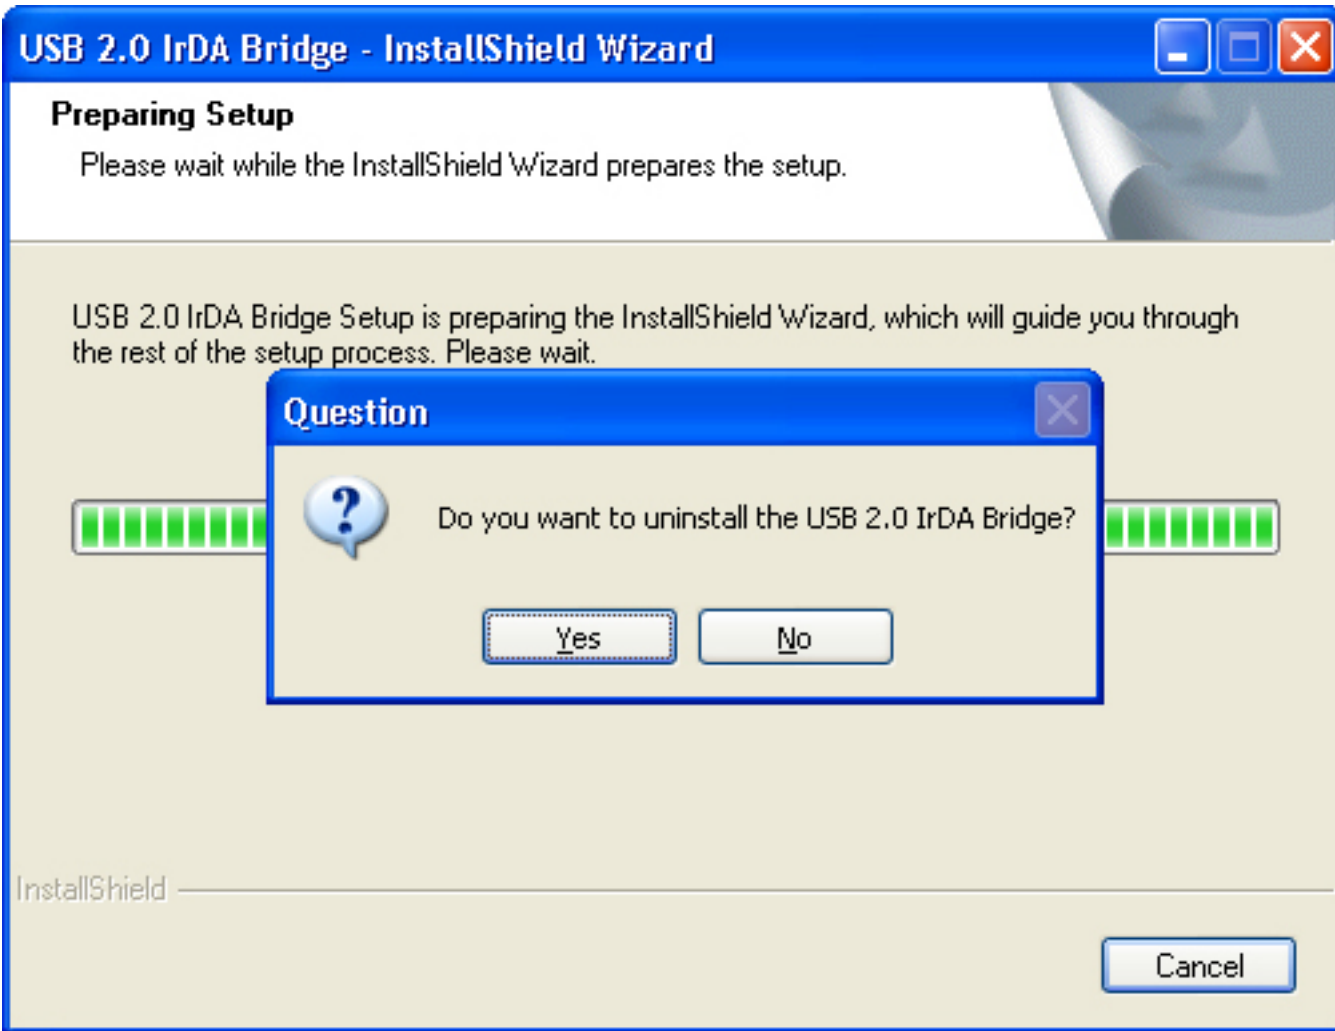 USB 2.0 IrDA Bridge - InstallShield Wizard
Preparing Setup
Please wait while the InstallShield Wizard prepares the setup.
USB 2.0 IrDA Bridge Setup is preparing the InstallShield Wizard, which will guide you through
the rest of the setup process. Please wait.
Question
Do you want to uninstall the USB 2.0 IrDA Bridge?
Yes
No
InstallShield
Cancel